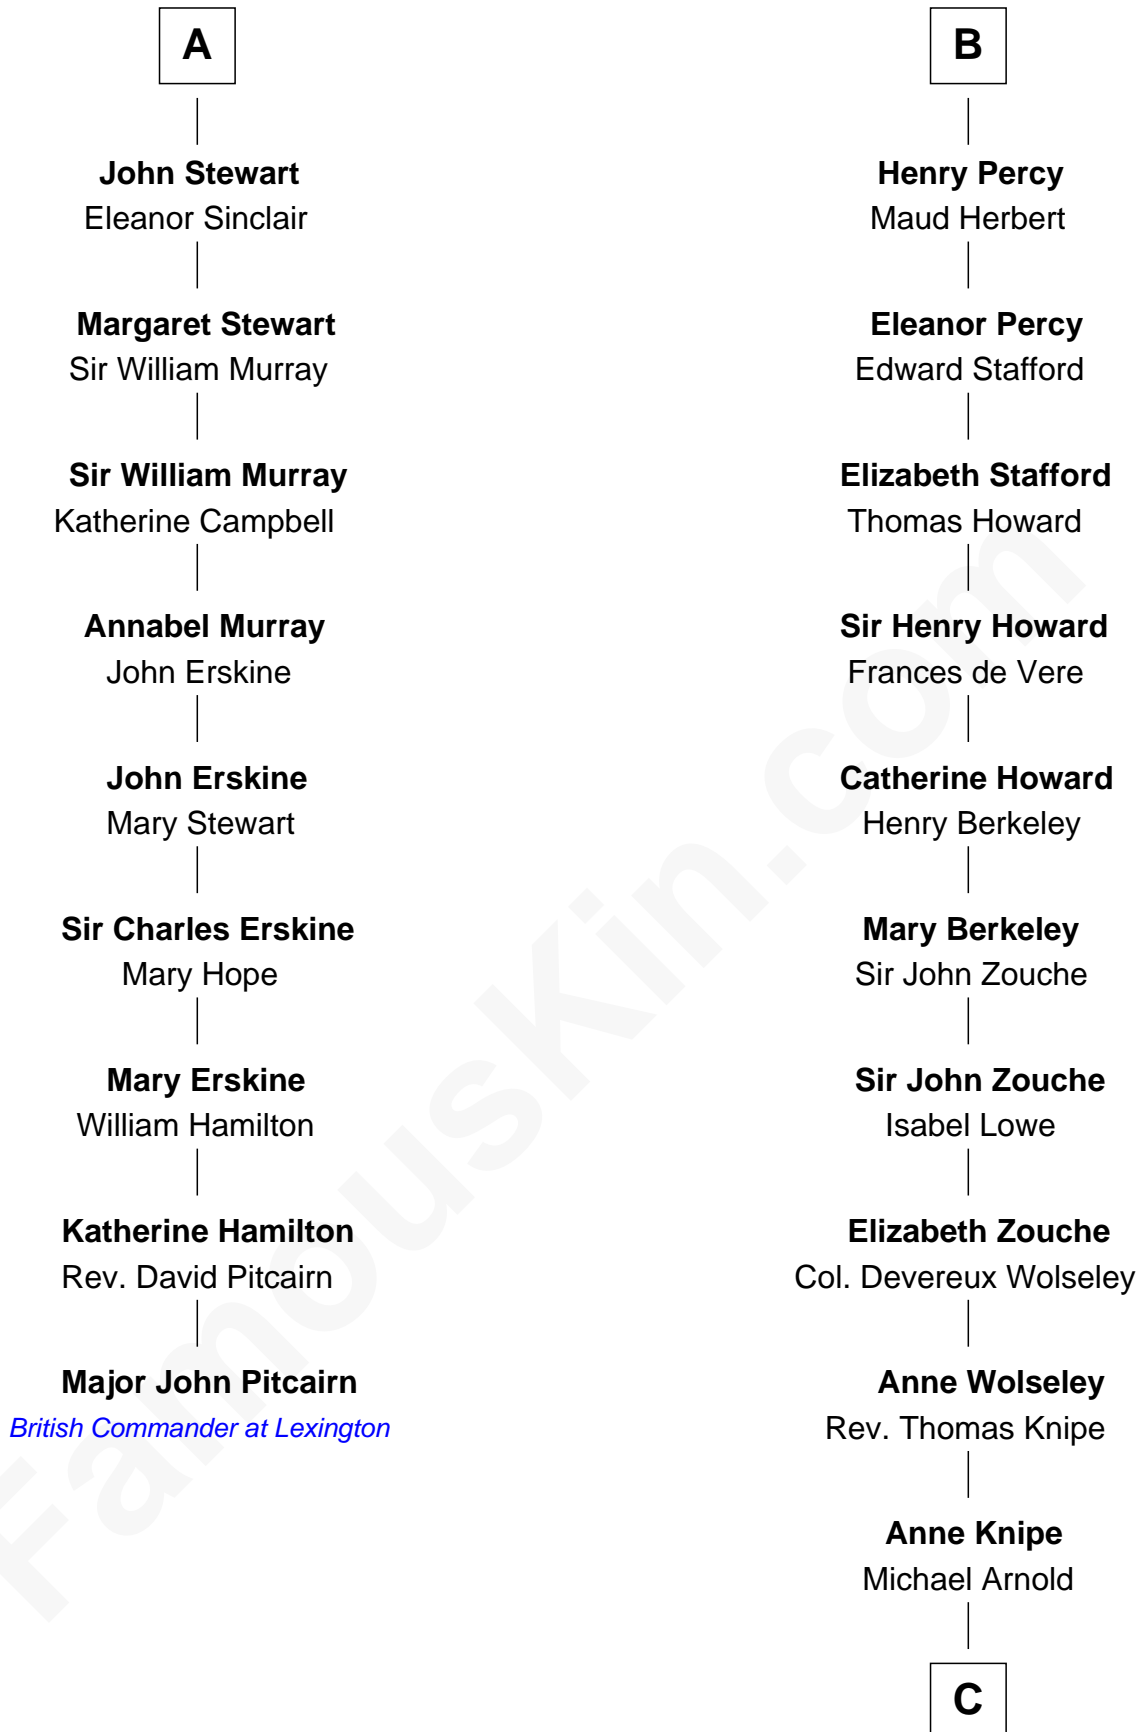 A
John Stewart
Eleanor Sinclair
Margaret Stewart
Sir William Murray
Sir William Murray
Katherine Campbell
Annabel Murray
John Erskine
John Erskine
Mary Stewart
Sir Charles Erskine
Mary Hope
Mary Erskine
William Hamilton
Katherine Hamilton
Rev. David Pitcairn
Major John Pitcairn
British Commander at Lexington
B
Henry Percy
Maud Herbert
Eleanor Percy
Edward Stafford
Elizabeth Stafford
Thomas Howard
Sir Henry Howard
Frances de Vere
Catherine Howard
Henry Berkeley
Mary Berkeley
Sir John Zouche
Sir John Zouche
Isabel Lowe
Elizabeth Zouche
Col. Devereux Wolseley
Anne Wolseley
Rev. Thomas Knipe
Anne Knipe
Michael Arnold
C
FamousKin.com